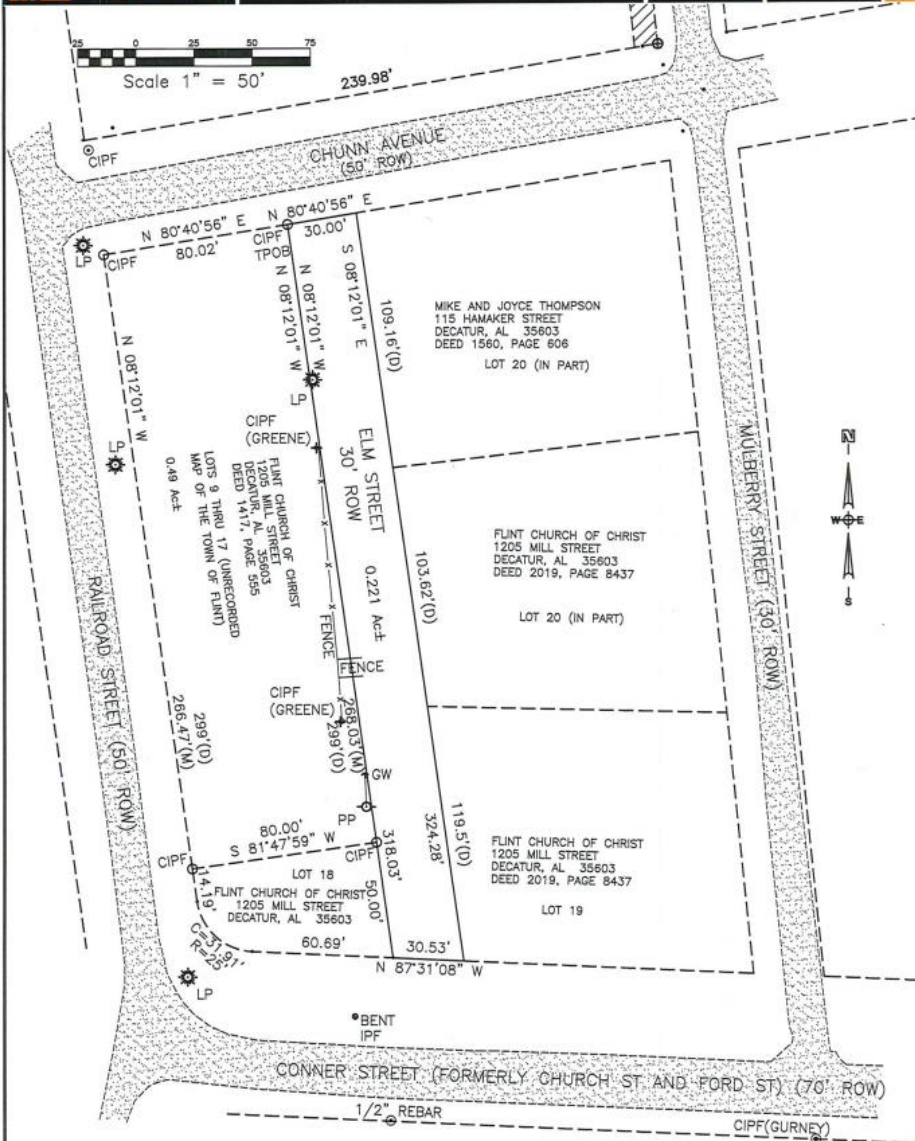 25 0 25 50 75
Scale 1" = 50'
239.98'
CIPF
CHUNN AVENUE
(50' ROW)
N 80°40'56" E
80.02'
N 80°40'56" E
30.00'
CIPF
TPOB
LP
CIPF
N 08°12'01" W
N 08°12'01" W
N 08°12'01" W
S 08°12'01" E
109.16'(D)
MIKE AND JOYCE THOMPSON
115 HAMAKER STREET
DECATUR, AL 35603
DEED 1560, PAGE 606
LOT 20 (IN PART)
LP
CIPF
(GREENE)
LP
ELM STREET
30' ROW
0.221 Ac±
FLINT CHURCH OF CHRIST
1205 MILL STREET
DECATUR, AL 35603
DEED 1417, PAGE 555
LOTS 9 THRU 17 (UNRECORDED
MAP OF THE TOWN OF FLINT)
0.49 Ac±
MULBERRY STREET (30' ROW)
N
W E
S
103.62'(D)
FLINT CHURCH OF CHRIST
1205 MILL STREET
DECATUR, AL 35603
DEED 2019, PAGE 8437
LOT 20 (IN PART)
RAILROAD STREET (50' ROW)
x
x
x
FENCE
FENCE
x
CIPF
(GREENE)
268.03'(M)
299'(D)
299'(D)
266.47'(M)
GW
PP
119.5'(D)
324.28'
80.00'
S 81°47'59" W
CIPF
CIPF
318.03'
50.00'
14.19'
LOT 18
FLINT CHURCH OF CHRIST
1205 MILL STREET
DECATUR, AL 35603
FLINT CHURCH OF CHRIST
1205 MILL STREET
DECATUR, AL 35603
DEED 2019, PAGE 8437
LOT 19
C=31.91'
R=25'
60.69'
30.53'
N 87°31'08" W
LP
BENT
IPF
CONNER STREET (FORMERLY CHURCH ST AND FORD ST) (70' ROW)
1/2" REBAR
CIPF(GURNEY)